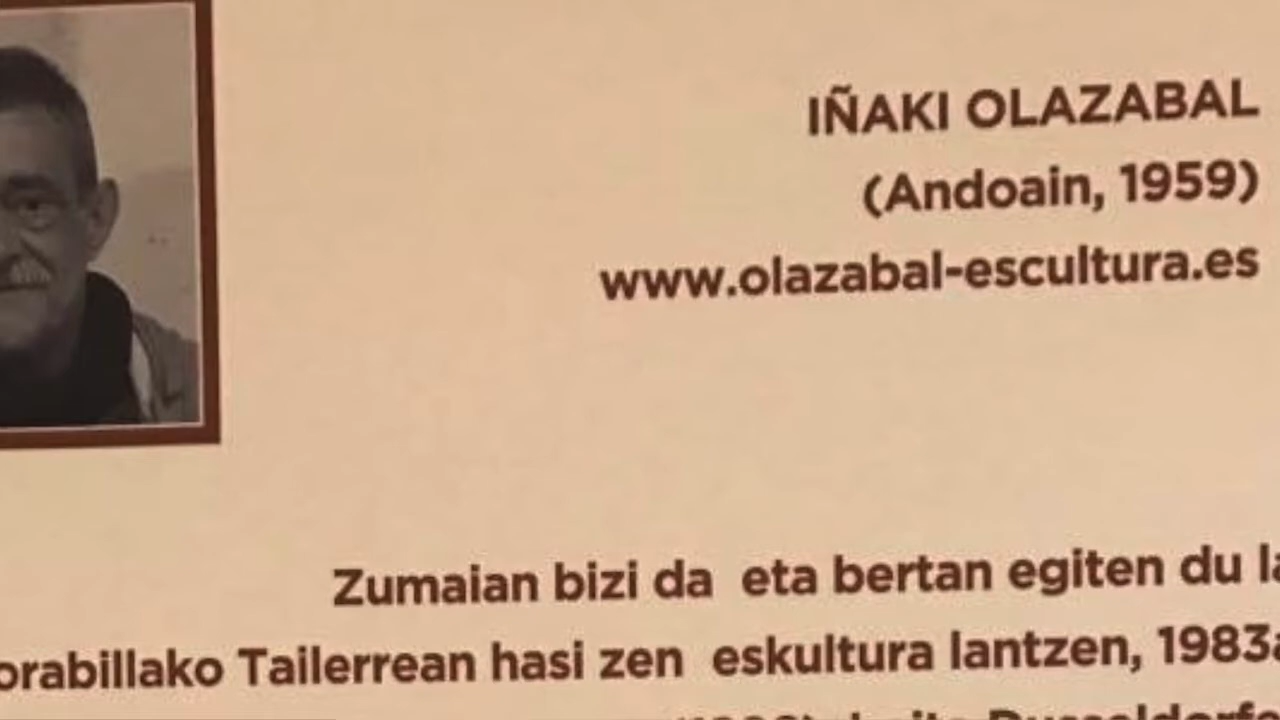 IÑAKI OLAZABAL
(Andoain, 1959)
www.olazabal-escultura.es
Zumaian bizi da eta bertan egiten du
Tailerrean hasi zen eskultura lantzen,